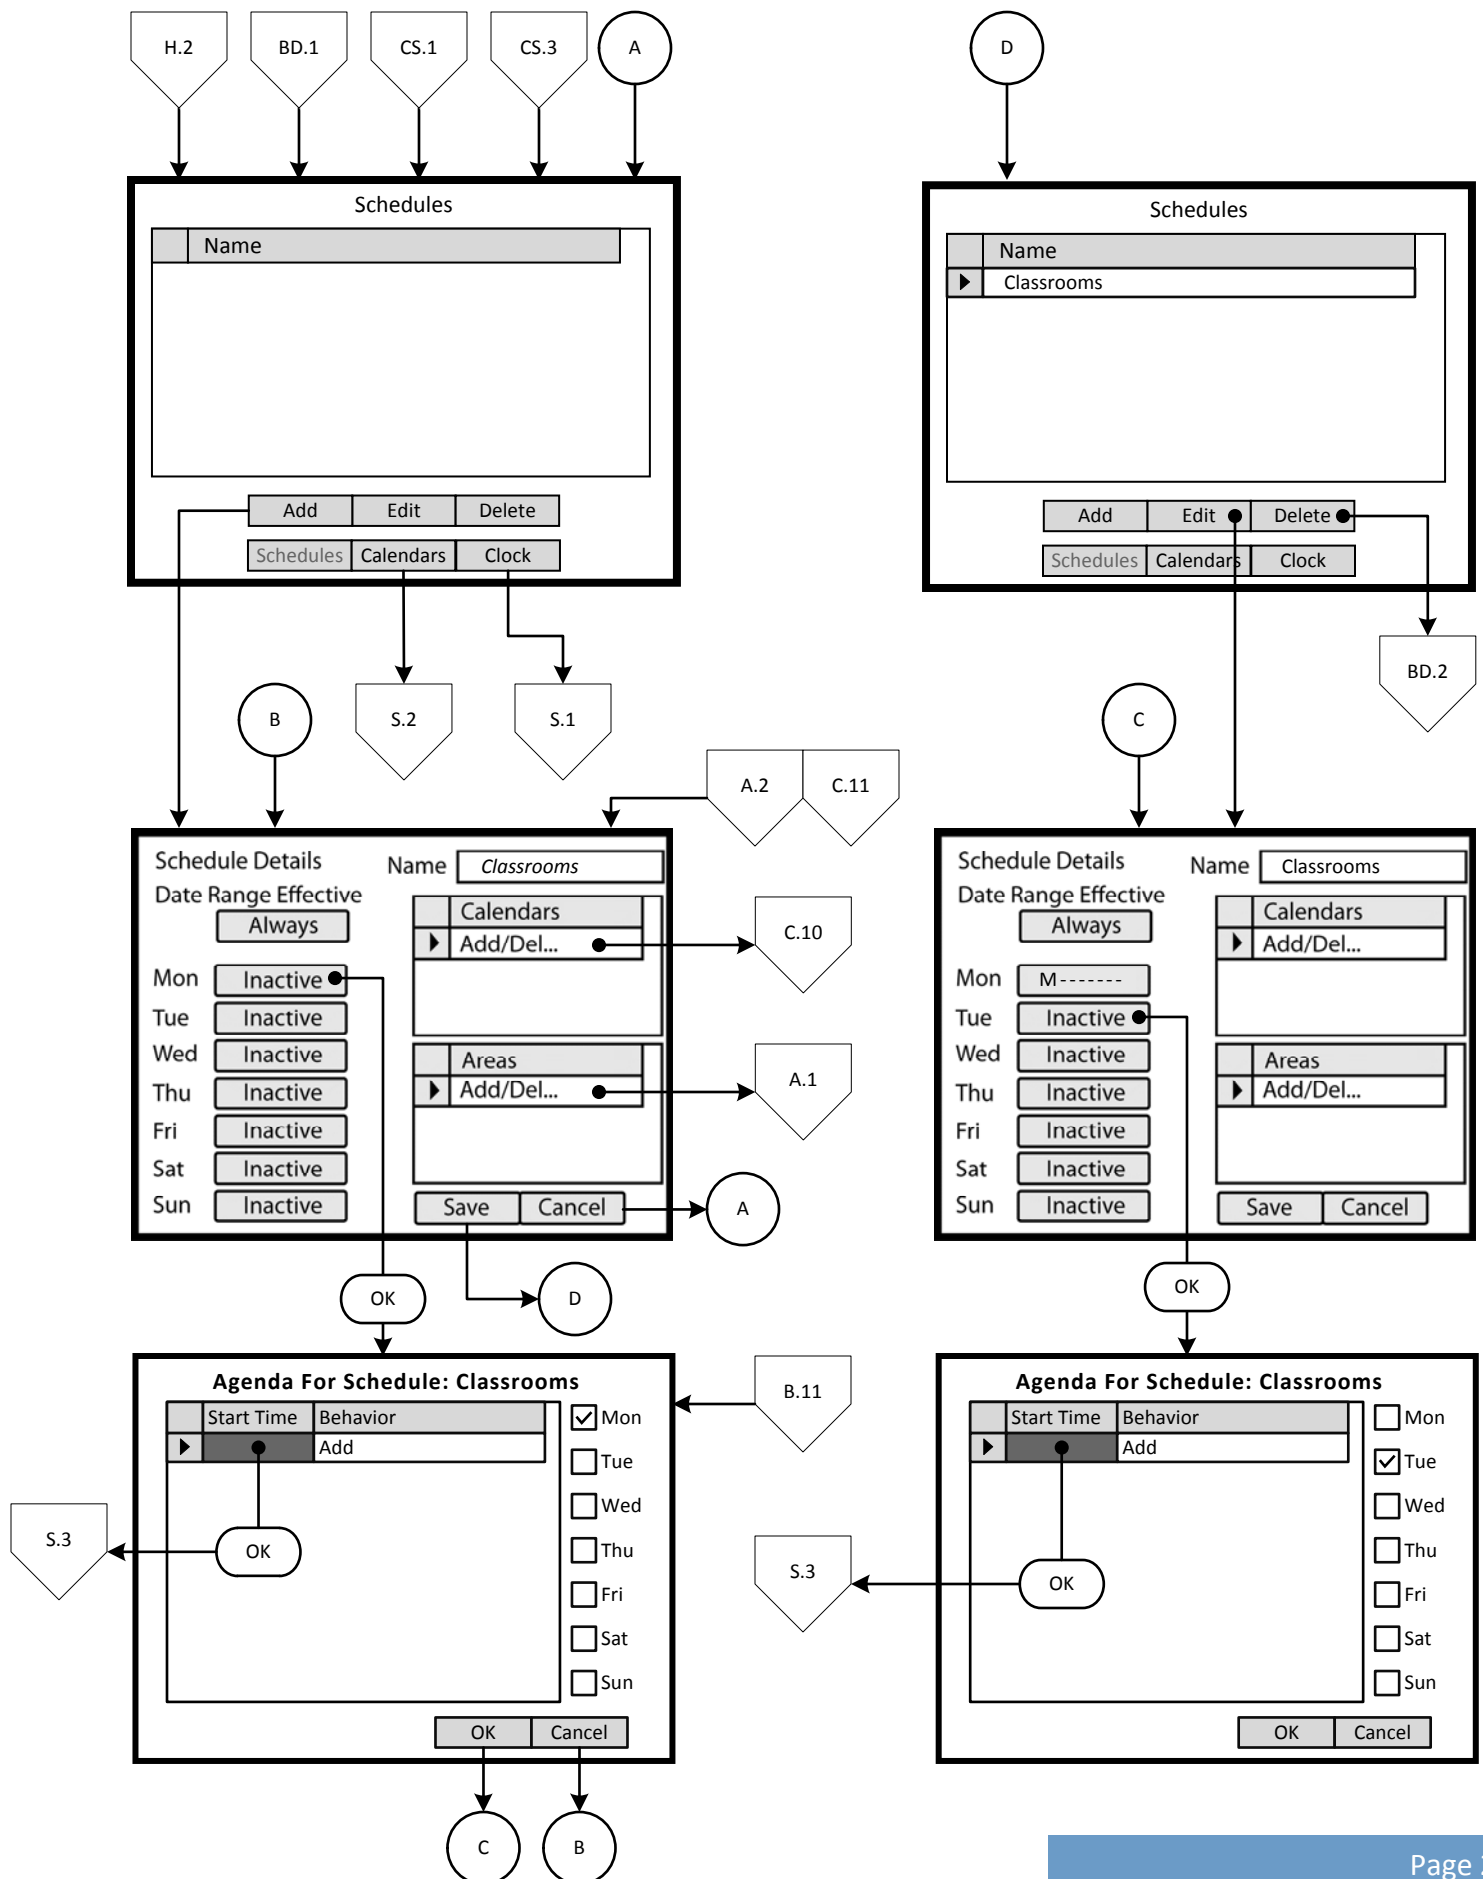 H.2
BD.1
CS.1
CS.3
A
D
Schedules
Name
Add Edit Delete
Schedules Calendars Clock
Schedules
Name
Classrooms
Add Edit Delete
Schedules Calendars Clock
B
S.2
S.1
A.2
C.11
C
BD.2
Schedule Details
Name Classrooms
Date Range Effective
Always
Calendars
Add/Del...
Mon Inactive
Tue Inactive
Wed Inactive
Thu Inactive
Fri Inactive
Sat Inactive
Sun Inactive
Areas
Add/Del...
Save Cancel
C.10
A.1
A
OK
D
Schedule Details
Name Classrooms
Date Range Effective
Always
Calendars
Add/Del...
Mon M-------
Tue Inactive
Wed Inactive
Thu Inactive
Fri Inactive
Sat Inactive
Sun Inactive
Areas
Add/Del...
Save Cancel
OK
Agenda For Schedule: Classrooms
Start Time Behavior
Add
Mon
Tue
Wed
Thu
Fri
Sat
Sun
OK
S.3
OK Cancel
B.11
C
B
Agenda For Schedule: Classrooms
Start Time Behavior
Add
Mon
Tue
Wed
Thu
Fri
Sat
Sun
OK
S.3
OK Cancel
Page